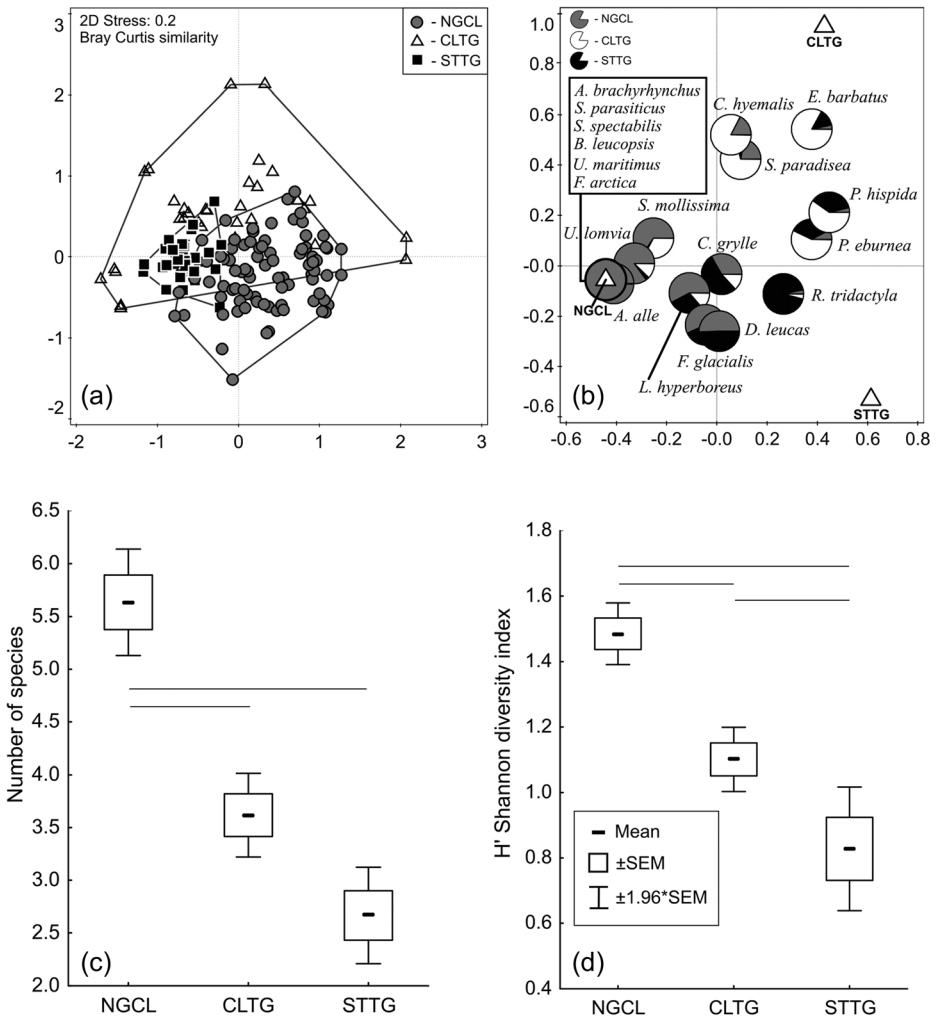 2D Stress: 0.2
Bray Curtis similarity
- NGCL
- CLTG
- STTG
3
2
1
0
-1
-2
(a)
-2
-1
0
1
2
3
- NGCL
- CLTG
- STTG
1.0
0.8
0.6
0.4
0.2
-0.0
-0.2
-0.4
-0.6
A. brachyrhynchus
S. parasiticus
S. spectabilis
B. leucopsis
U. maritimus
F. arctica
CLTG
C. hyemalis
E. barbatus
S. paradisea
P. hispida
S. mollissima
U. lomvia
C. grylle
P. eburnea
NGCL
A. alle
R. tridactyla
D. leucas
F. glacialis
L. hyperboreus
STTG
(b)
-0.6
-0.4
-0.2
-0.0
0.2
0.4
0.6
0.8
Number of species
6.5
6.0
5.5
5.0
4.5
4.0
3.5
3.0
2.5
2.0
(c)
NGCL
CLTG
STTG
H' Shannon diversity index
1.8
1.6
1.4
1.2
1.0
0.8
0.6
0.4
Mean
±SEM
±1.96*SEM
(d)
NGCL
CLTG
STTG